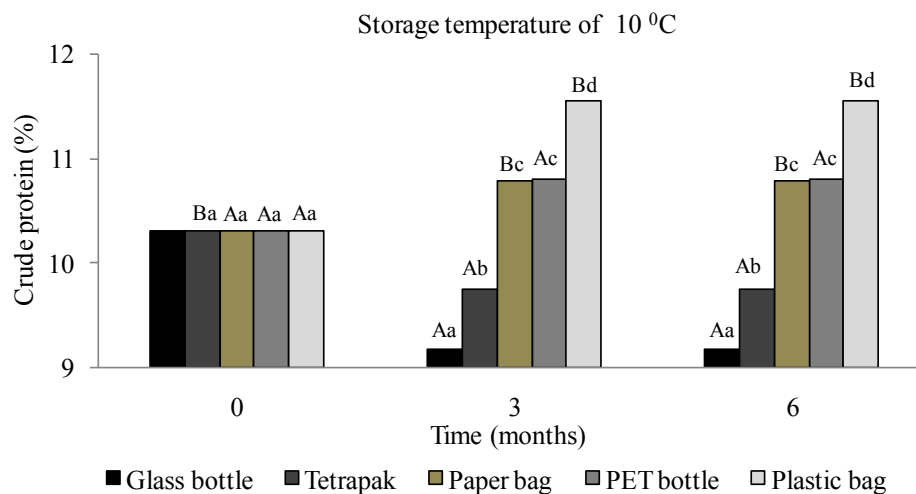 Storage temperature of 10 ⁰C
Crude protein (%)
12
11
10
9
Ba Aa Aa Aa
Aa Ab Bc Ac Bd
Aa Ab Bc Ac Bd
0 3 6
Time (months)
Glass bottle Tetrapak Paper bag PET bottle Plastic bag